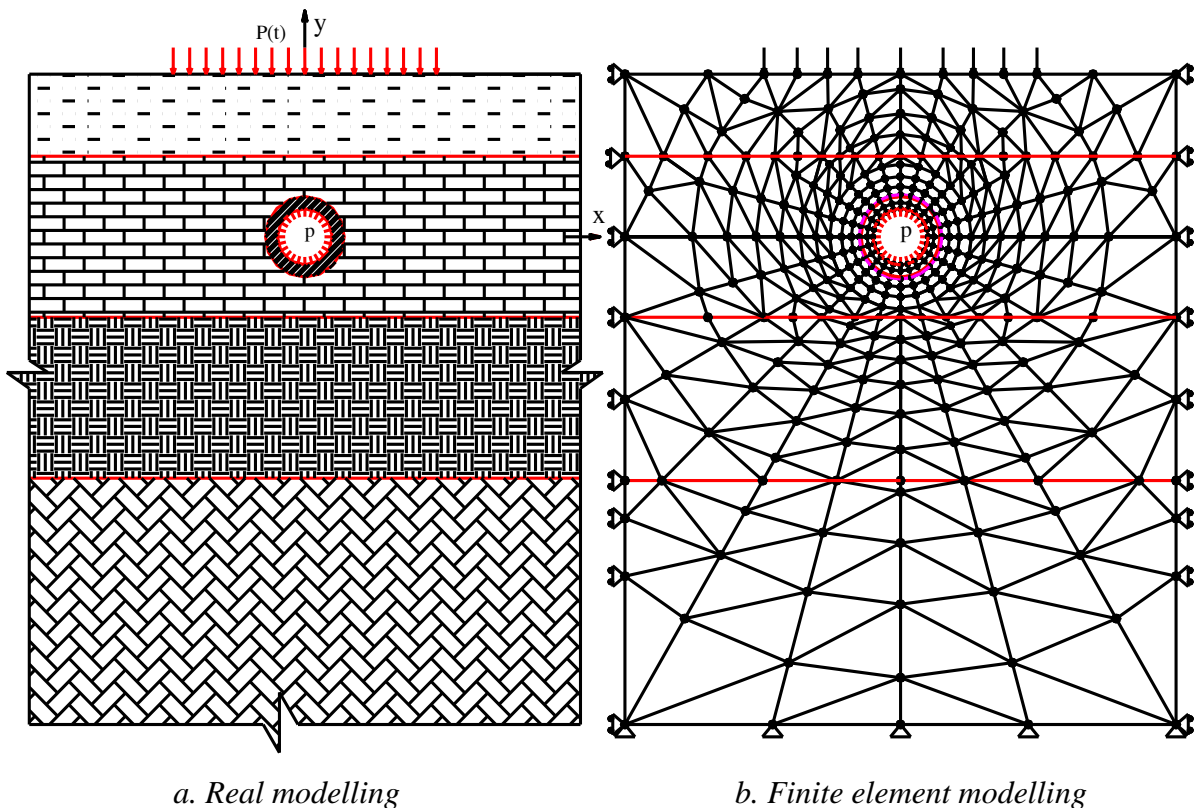 P(t)
y
x
p
p
a. Real modelling
b. Finite element modelling